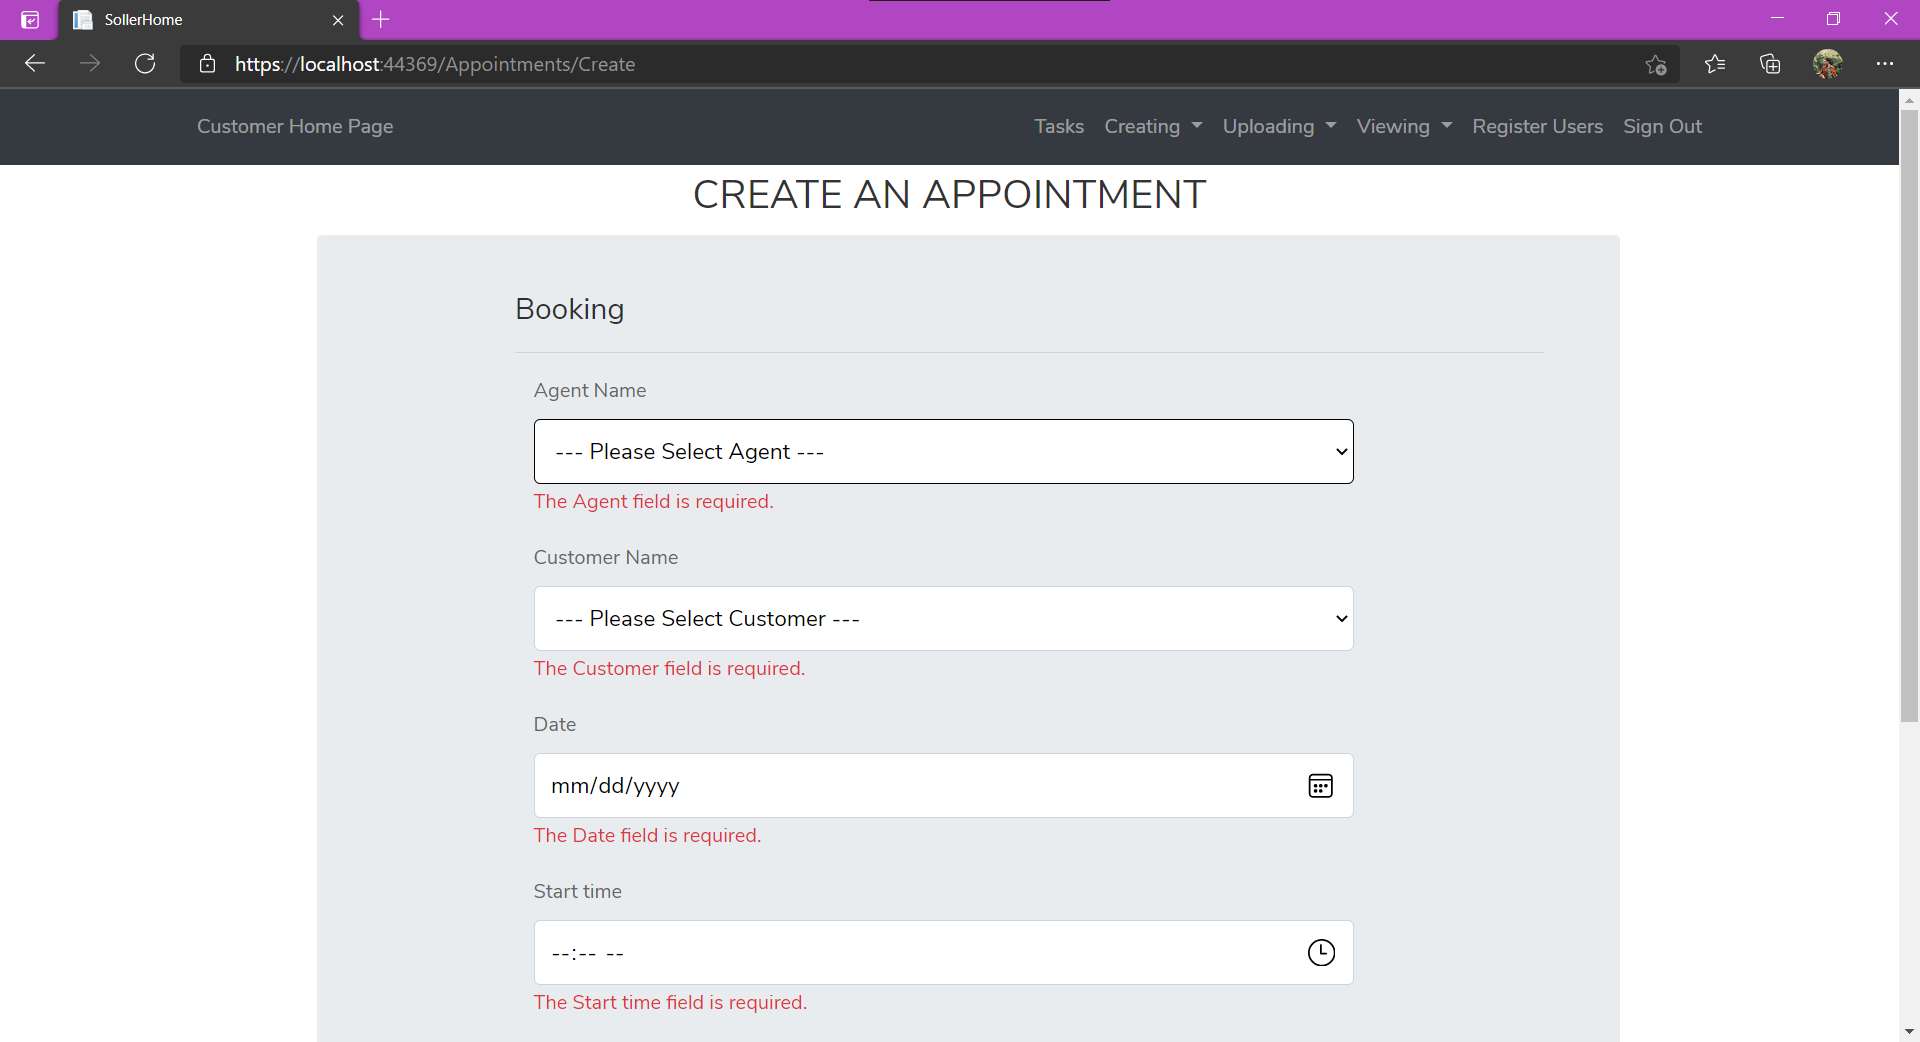 SollerHome
https://localhost:44369/Appointments/Create
Customer Home Page
Tasks Creating Uploading Viewing Register Users Sign Out
CREATE AN APPOINTMENT
Booking
Agent Name
--- Please Select Agent ---
The Agent field is required.
Customer Name
--- Please Select Customer ---
The Customer field is required.
Date
mm/dd/yyyy
The Date field is required.
Start time
--:-- --
The Start time field is required.